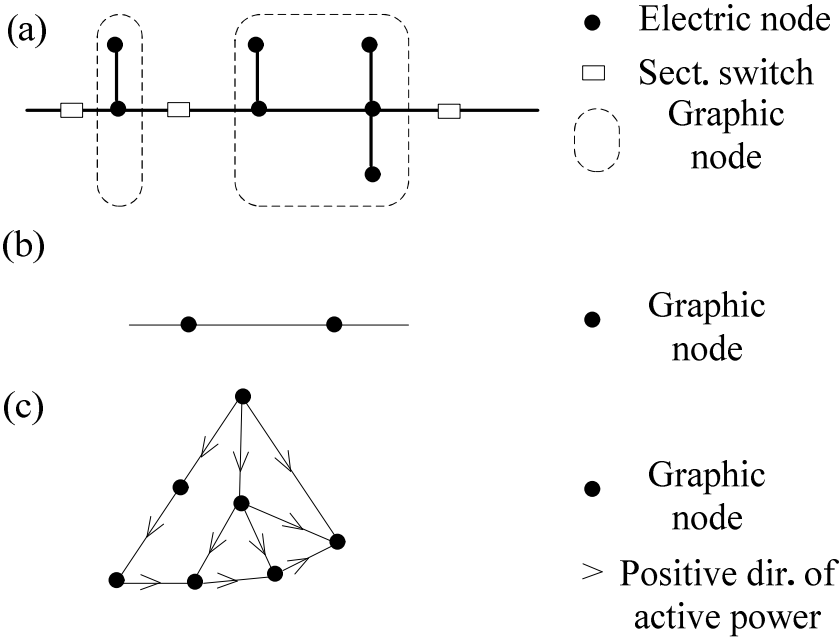 (a)
Electric node
Sect. switch
Graphic
node
(b)
Graphic
node
(c)
Graphic
node
> Positive dir. of
active power